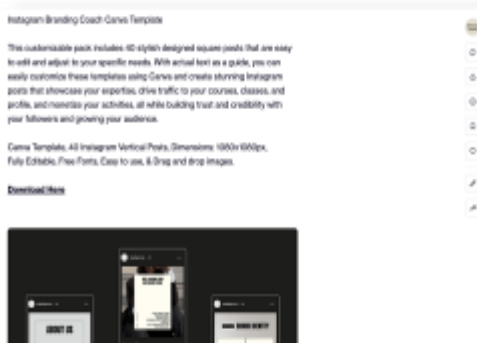 Instagram Branding Coach Canva Template
This customizable pack includes 40 stylish designed square posts that are easy
to edit and adjust to your specific needs. With actual text as a guide, you can
easily customize these templates using Canva and create stunning Instagram
posts that showcase your expertise, drive traffic to your courses, classes, and
profile, and monetize your activities, all while building trust and credibility with
your followers and growing your audience.
Canva Template, 40 Instagram Vertical Posts, Dimensions: 1080x1080px,
Fully Editable, Free Fonts, Easy to use, & Drag and drop images.
Download Here
ABOUT US